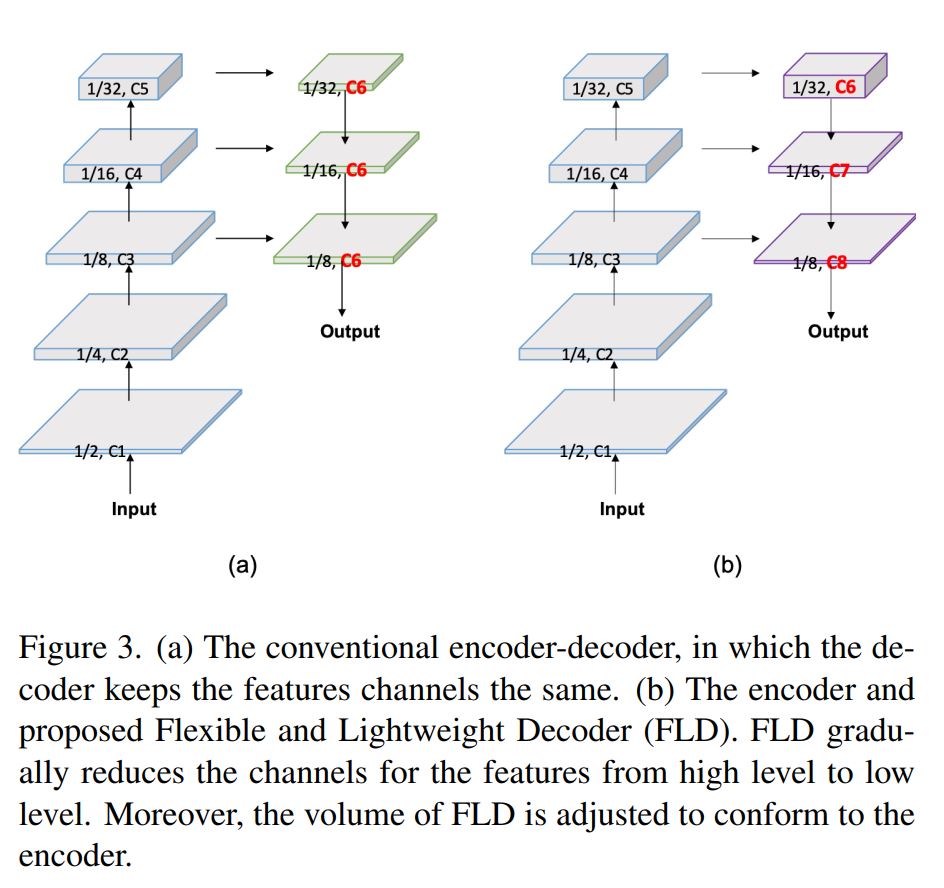 1/32, C5
1/16, C4
1/8, C3
1/4, C2
1/2, C1
Input
1/32, C6
1/16, C6
1/8, C6
Output
(a)
1/32, C5
1/16, C4
1/8, C3
1/4, C2
1/2, C1
Input
1/32, C6
1/16, C7
1/8, C8
Output
(b)
Figure 3. (a) The conventional encoder-decoder, in which the de-
coder keeps the features channels the same. (b) The encoder and
proposed Flexible and Lightweight Decoder (FLD). FLD gradu-
ally reduces the channels for the features from high level to low
level. Moreover, the volume of FLD is adjusted to conform to the
encoder.